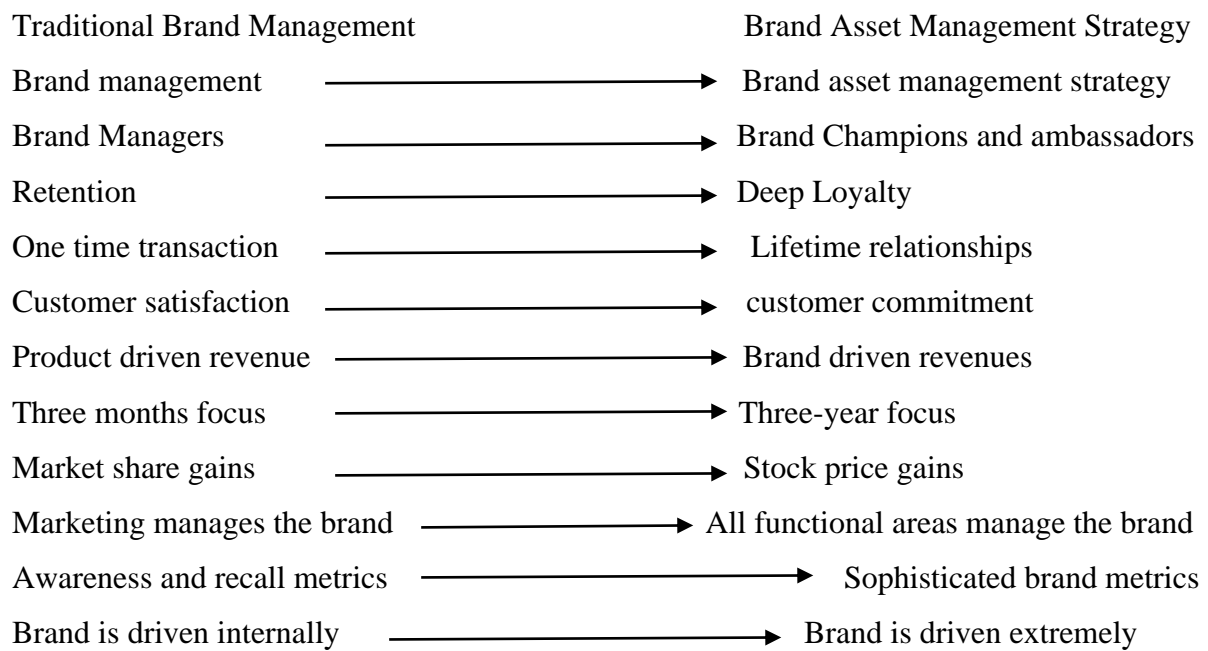 Traditional Brand Management Brand Asset Management Strategy
Brand management Brand asset management strategy
Brand Managers Brand Champions and ambassadors
Retention Deep Loyalty
One time transaction Lifetime relationships
Customer satisfaction customer commitment
Product driven revenue Brand driven revenues
Three months focus Three-year focus
Market share gains Stock price gains
Marketing manages the brand All functional areas manage the brand
Awareness and recall metrics Sophisticated brand metrics
Brand is driven internally Brand is driven extremely